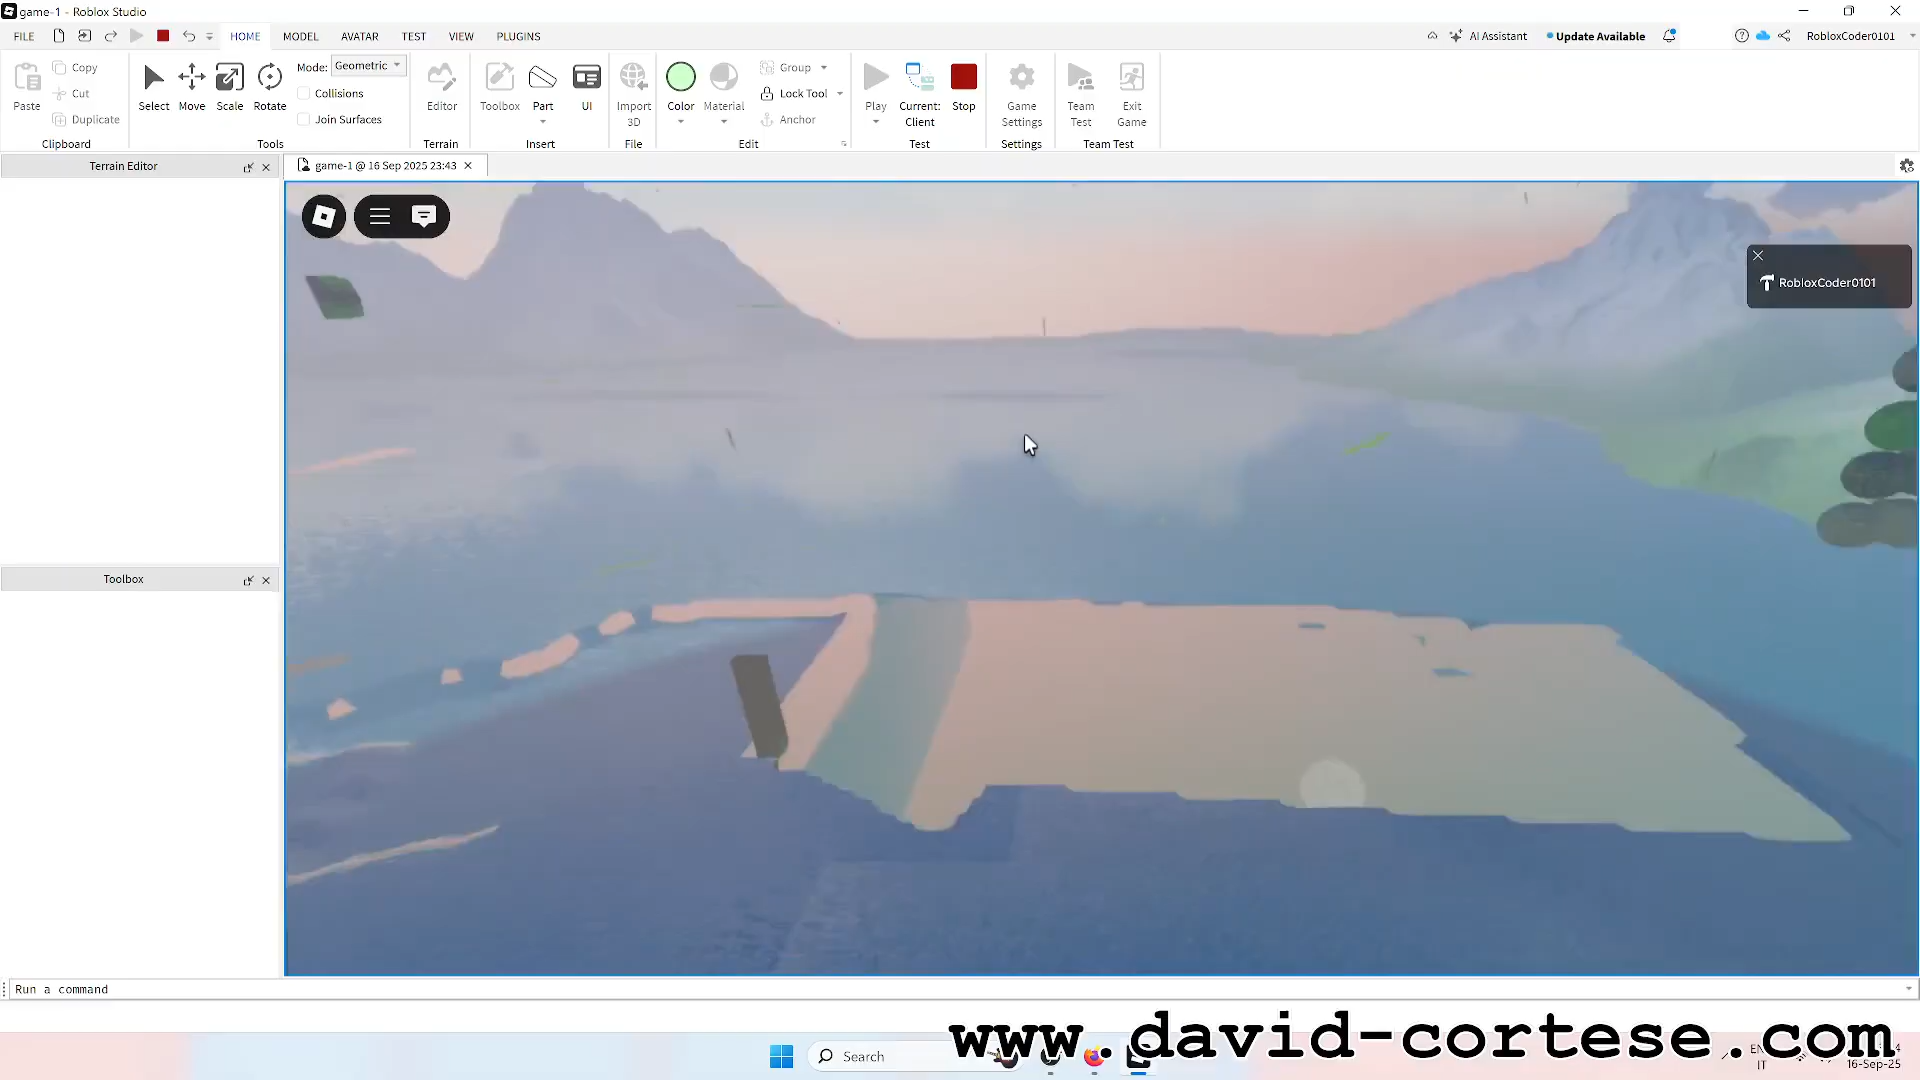 game-1 - Roblox Studio
FILE HOME MODEL AVATAR TEST VIEW PLUGINS AI Assistant Update Available RobloxCoder0101
Paste
Copy
Cut
Duplicate
Clipboard
Select Move Scale Rotate
Mode: Geometric
Collisions
Join Surfaces
Tools
Editor
Terrain
Toolbox Part UI
Insert
Import
3D
File
Color Material
Group
Lock Tool
Anchor
Edit
Play
Current:
Client
Stop
Test
Game
Settings
Settings
Team
Test
Exit
Game
Team Test
Terrain Editor
game-1 @ 16 Sep 2025 23:43
RobloxCoder0101
Toolbox
Run a command
www.david-cortese.com
Search
IT
16-Sep-25